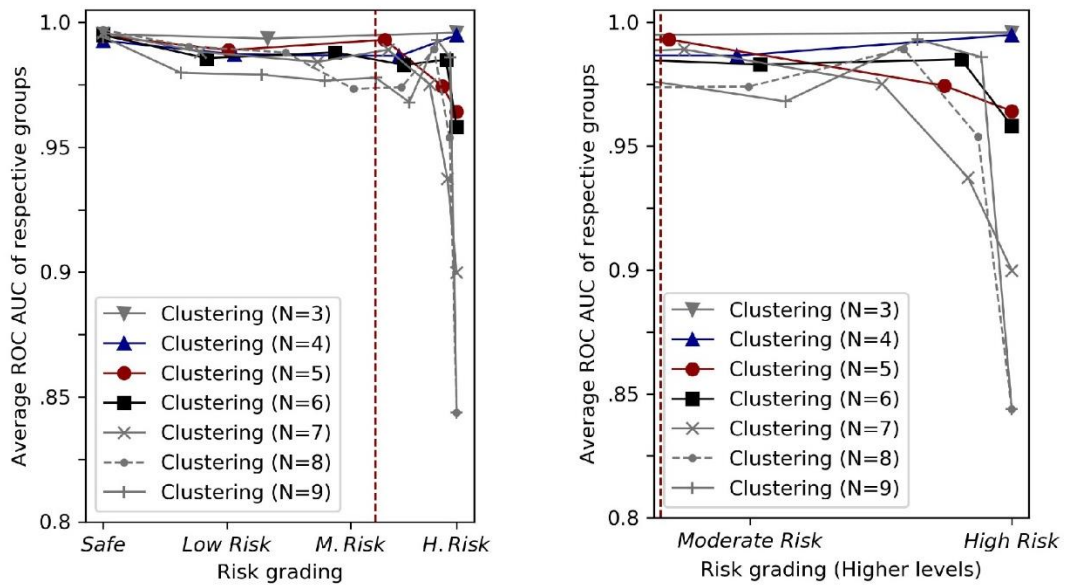 Average ROC AUC of respective groups
1.0
.95
0.9
.85
0.8
Clustering (N=3)
Clustering (N=4)
Clustering (N=5)
Clustering (N=6)
Clustering (N=7)
Clustering (N=8)
Clustering (N=9)
Safe
Low Risk
M. Risk
H. Risk
Risk grading
Average ROC AUC of respective groups
1.0
.95
0.9
.85
0.8
Clustering (N=3)
Clustering (N=4)
Clustering (N=5)
Clustering (N=6)
Clustering (N=7)
Clustering (N=8)
Clustering (N=9)
Moderate Risk
High Risk
Risk grading (Higher levels)